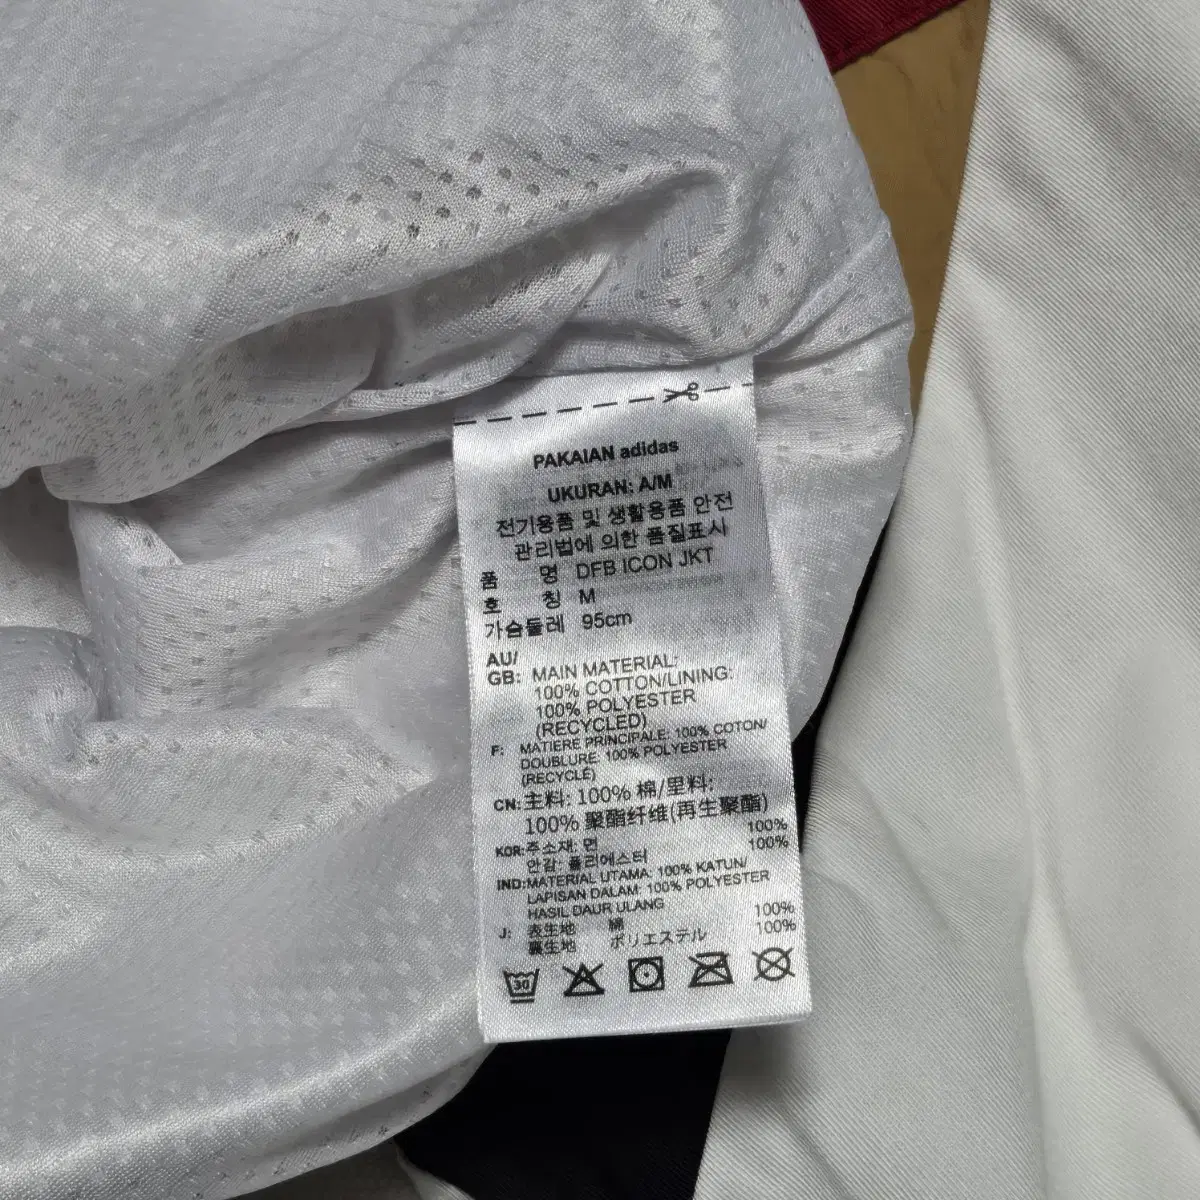 PAKAIAN adidas
UKURAN: A/M
전기용품 및 생활용품 안전
관리법에 의한 품질표시
품 명 DFB ICON JKT
호 칭 M
가슴둘레 95cm
AU/
GB: MAIN MATERIAL:
100% COTTON/LINING:
100% POLYESTER
(RECYCLED)
F: MATIERE PRINCIPALE: 100% COTON/
DOUBLURE: 100% POLYESTER
(RECYCLÉ)
CN: 主料: 100% 棉/里料:
100% 聚酯纤维(再生聚酯)
KOR: 주소재: 면 100%
안감: 폴리에스터 100%
IND: MATERIAL UTAMA: 100% KATUN/
LAPISAN DALAM: 100% POLYESTER
HASIL DAUR ULANG
J: 表生地 綿 100%
裏生地 ポリエステル 100%
30